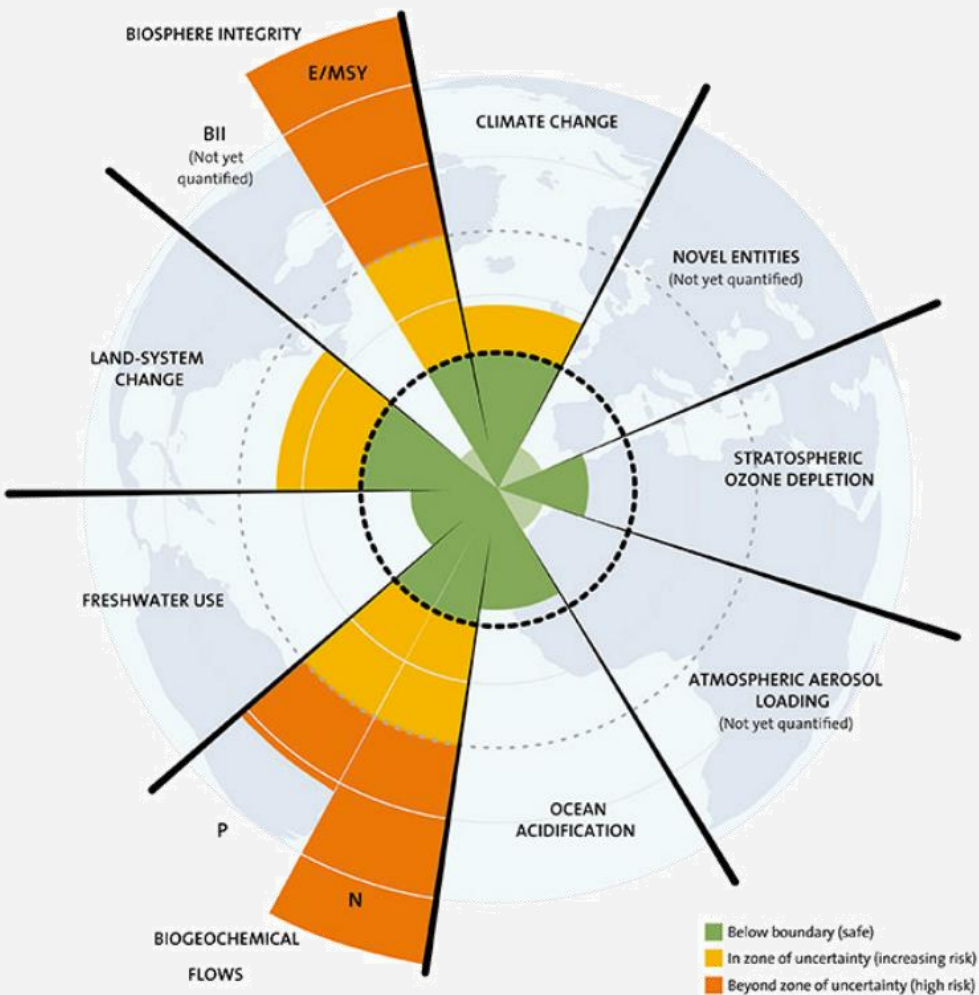 BIOSPHERE INTEGRITY
E/MSY
BII
(Not yet
quantified)
CLIMATE CHANGE
NOVEL ENTITIES
(Not yet quantified)
LAND-SYSTEM
CHANGE
STRATOSPHERIC
OZONE DEPLETION
FRESHWATER USE
ATMOSPHERIC AEROSOL
LOADING
(Not yet quantified)
OCEAN
ACIDIFICATION
P
N
BIOGEOCHEMICAL
FLOWS
Below boundary (safe)
In zone of uncertainty (increasing risk)
Beyond zone of uncertainty (high risk)